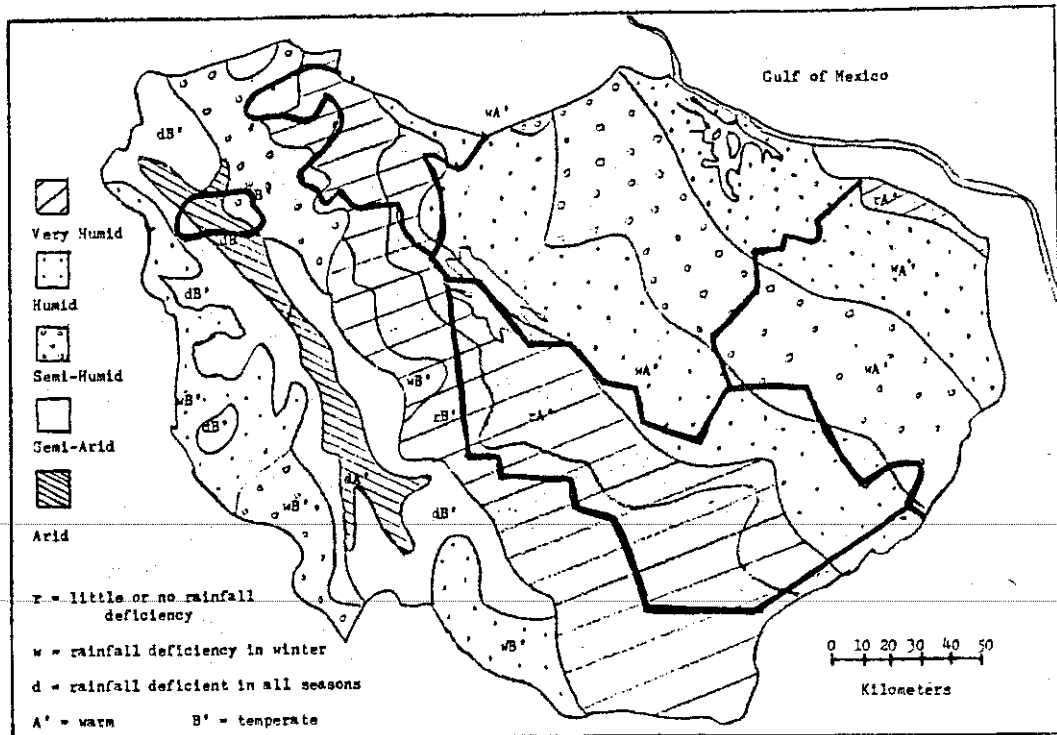 Gulf of Mexico
wA'
dB'
wB'
dB'
rA'
wA'
dB'
Very Humid
Humid
Semi-Humid
wA'
wA'
wB'
rB'
rA'
wB'
dB'
Semi-Arid
dA'
wB'
dB'
Arid
r = little or no rainfall
deficiency
w = rainfall deficiency in winter
wB'
d = rainfall deficient in all seasons
A' = warm B' = temperate
0 10 20 30 40 50
Kilometers